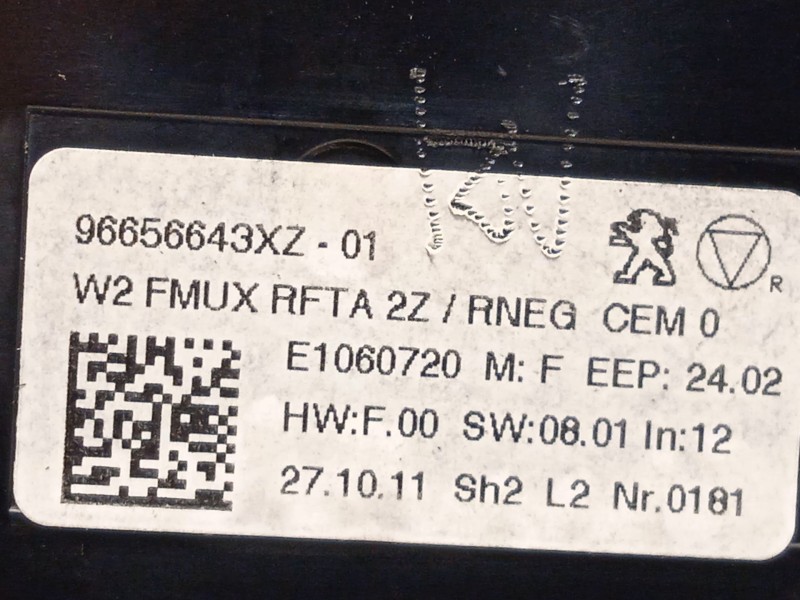 96656643XZ - 01
W2 FMUX RFTA 2Z / RNEG CEM 0
E1060720 M: F EEP: 24.02
HW:F.00 SW:08.01 In:12
27.10.11 Sh2 L2 Nr.0181
R